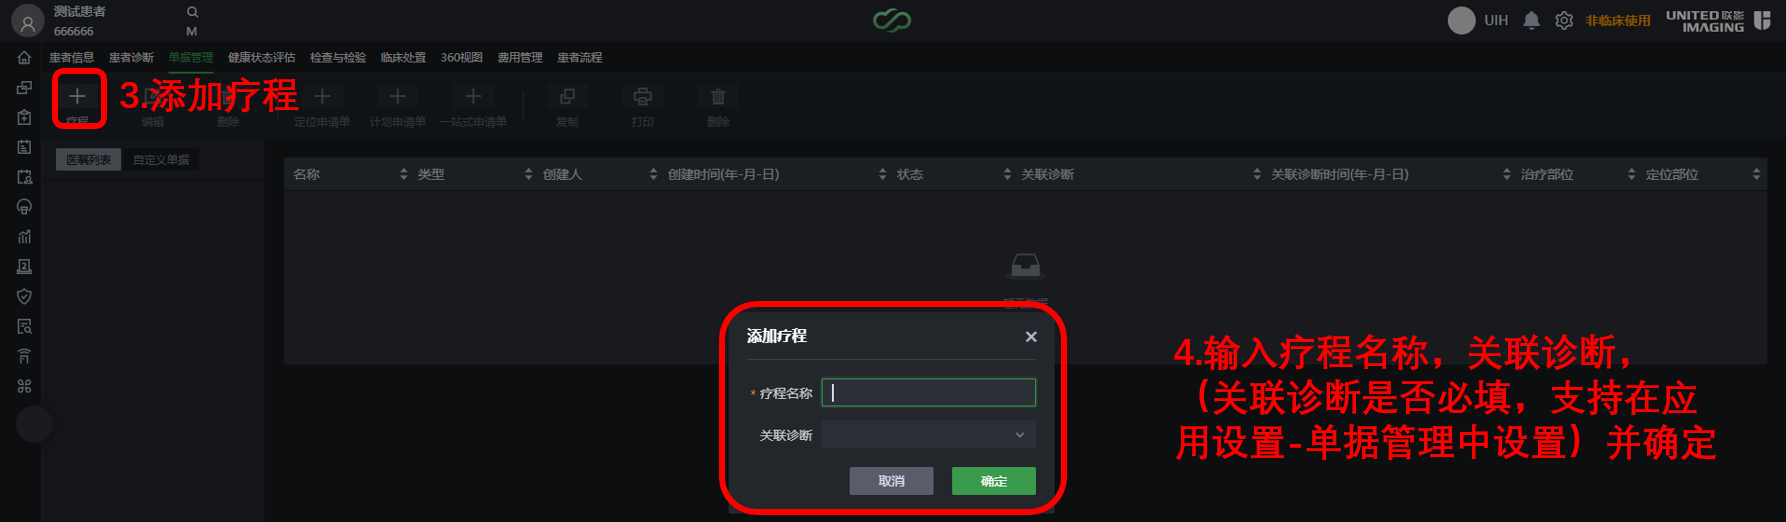 测试患者
666666 M
UIH 非临床使用 UNITED 联影 IMAGING
患者信息 患者诊断 单据管理 健康状态评估 检查与检验 临床处置 360视图 费用管理 患者流程
3.添加疗程
疗程 编辑 删除 定位申请单 计划申请单 一站式申请单 复制 打印 删除
医嘱列表 自定义单据
名称 类型 创建人 创建时间(年-月-日) 状态 关联诊断 关联诊断时间(年-月-日) 治疗部位 定位部位
暂无数据
添加疗程
* 疗程名称
关联诊断
取消 确定
4.输入疗程名称，关联诊断，
（关联诊断是否必填，支持在应
用设置-单据管理中设置）并确定